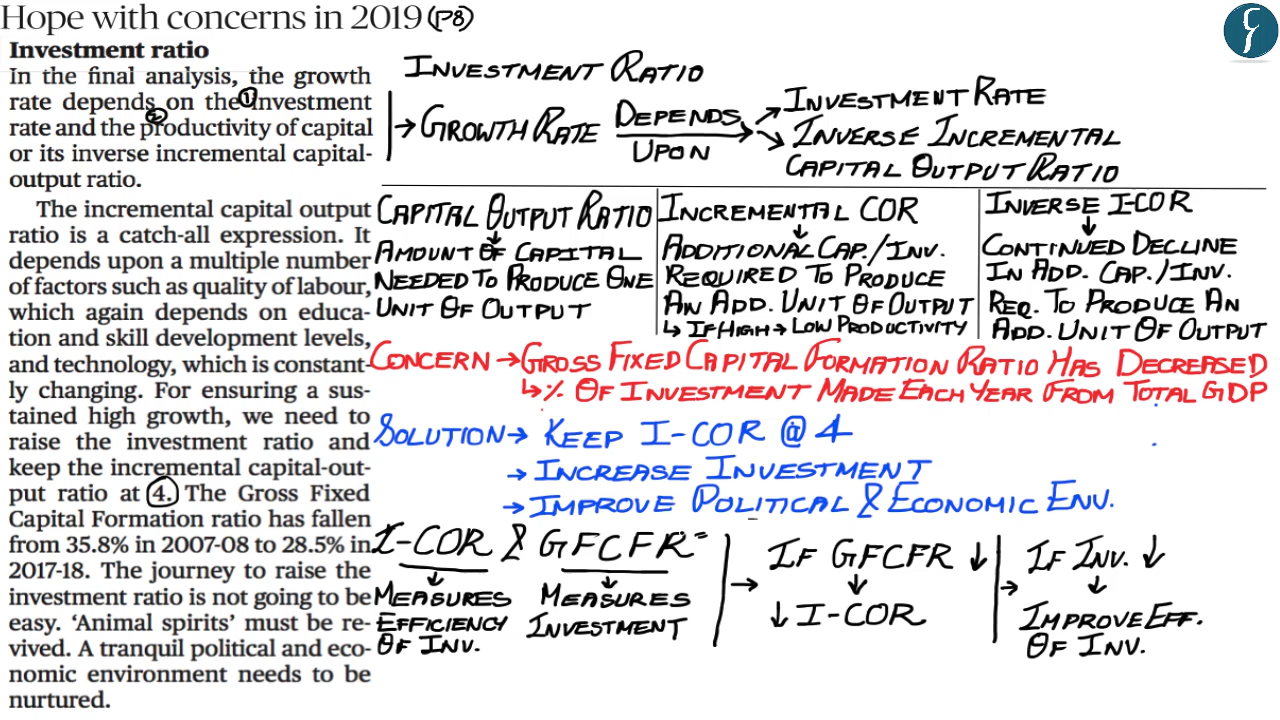 Hope with concerns in 2019 (P8)
Investment ratio
In the final analysis, the growth
rate depends on the investment
rate and the productivity of capital
or its inverse incremental capital-
output ratio.
The incremental capital output
ratio is a catch-all expression. It
depends upon a multiple number
of factors such as quality of labour,
which again depends on educa-
tion and skill development levels,
and technology, which is constant-
ly changing. For ensuring a sus-
tained high growth, we need to
raise the investment ratio and
keep the incremental capital-out-
put ratio at 4. The Gross Fixed
Capital Formation ratio has fallen
from 35.8% in 2007-08 to 28.5% in
2017-18. The journey to raise the
investment ratio is not going to be
easy. ‘Animal spirits’ must be re-
vived. A tranquil political and eco-
nomic environment needs to be
nurtured.
1
2
INVESTMENT RATIO
→ GROWTH RATE DEPENDS UPON
→ INVESTMENT RATE
→ INVERSE INCREMENTAL
CAPITAL OUTPUT RATIO
CAPITAL OUTPUT RATIO
↓
AMOUNT OF CAPITAL
NEEDED TO PRODUCE ONE
UNIT OF OUTPUT
INCREMENTAL COR
↓
ADDITIONAL CAP./INV.
REQUIRED TO PRODUCE
AN ADD. UNIT OF OUTPUT
↳ IF HIGH → LOW PRODUCTIVITY
INVERSE I-COR
↓
CONTINUED DECLINE
IN ADD. CAP./INV.
REQ. TO PRODUCE AN
ADD. UNIT OF OUTPUT
CONCERN → GROSS FIXED CAPITAL FORMATION RATIO HAS DECREASED
↳ % OF INVESTMENT MADE EACH YEAR FROM TOTAL GDP
SOLUTION → KEEP I-COR @ 4
→ INCREASE INVESTMENT
→ IMPROVE POLITICAL & ECONOMIC ENV.
I-COR & GFCFR =
↓ ↓
MEASURES EFFICIENCY OF INV.
MEASURES INVESTMENT
→ IF GFCFR ↓
↓
↓ I-COR
→ IF INV. ↓
↓
IMPROVE EFF.
OF INV.